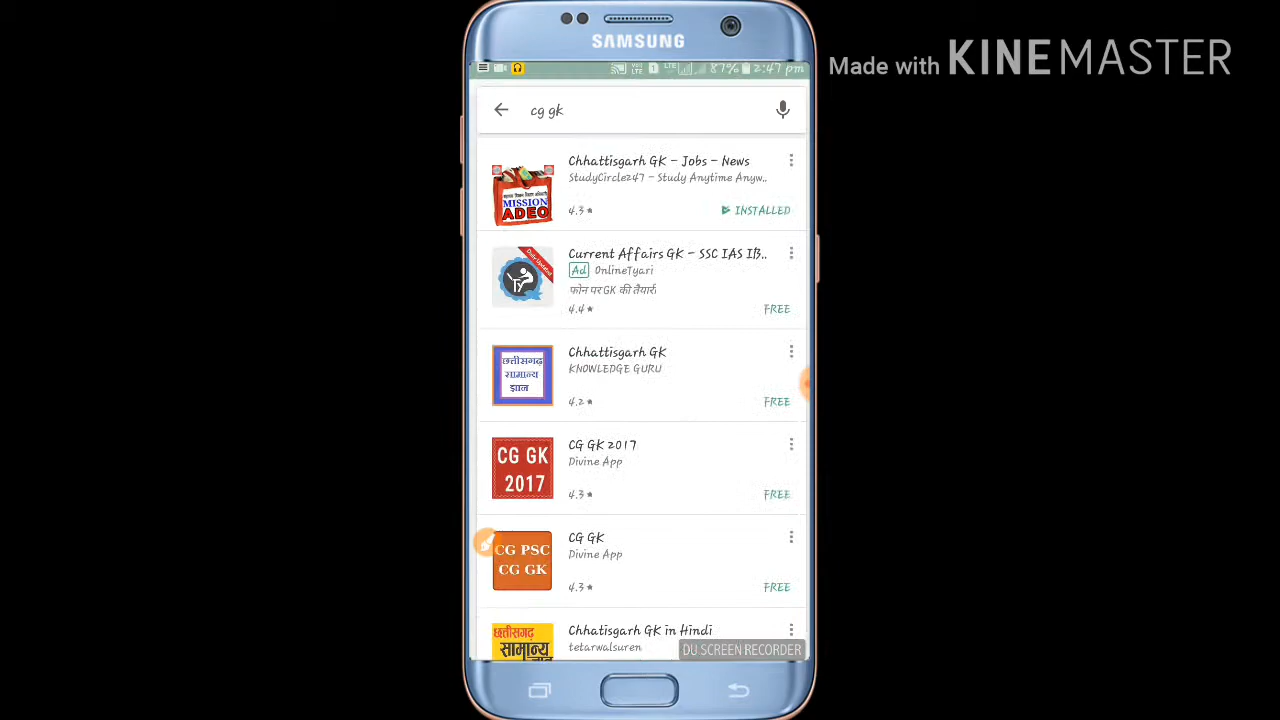 SAMSUNG
Made with KINEMASTER
87% 2:47 pm
cg gk
Chhattisgarh GK - Jobs - News
StudyCircle247 - Study Anytime Anyw..
MISSION
ADEO
4.3
INSTALLED
Current Affairs GK - SSC IAS IB..
Ad OnlineTyari
फोन पर GK की तैयारी
4.4
FREE
Chhattisgarh GK
KNOWLEDGE GURU
छत्तीसगढ़
सामान्य
ज्ञान
4.2
FREE
CG GK 2017
Divine App
CG GK
2017
4.3
FREE
CG GK
Divine App
CG PSC
CG GK
4.3
FREE
Chhatisgarh GK in Hindi
tetarwalsuren
छत्तीसगढ़
सामान्य
DU SCREEN RECORDER